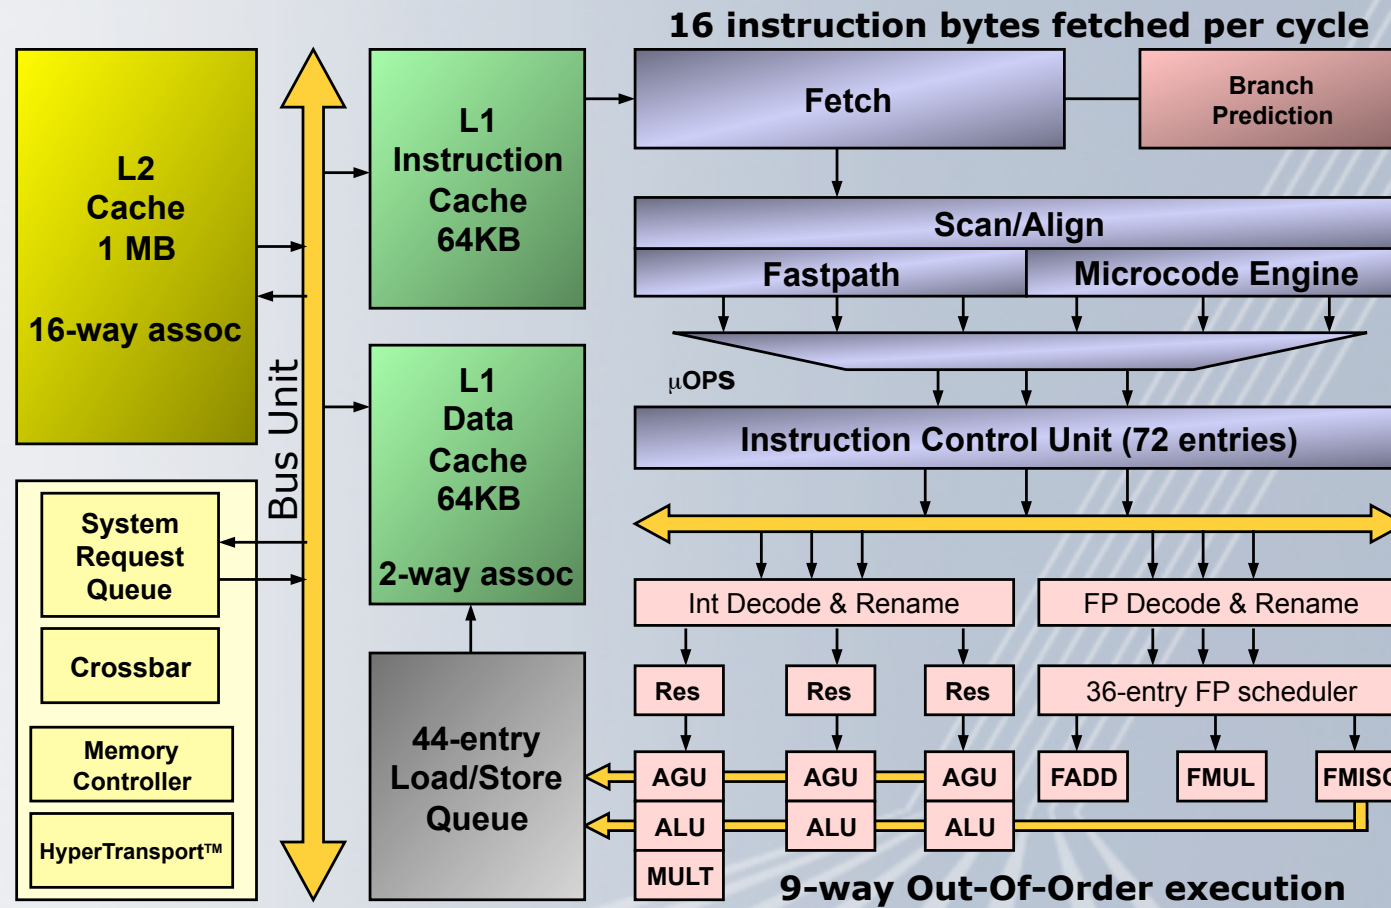 16 instruction bytes fetched per cycle
L2
Cache
1 MB
16-way assoc
Bus Unit
L1
Instruction
Cache
64KB
Fetch
Branch
Prediction
Scan/Align
Fastpath
Microcode Engine
L1
Data
Cache
64KB
2-way assoc
µOPS
Instruction Control Unit (72 entries)
System
Request
Queue
Crossbar
Memory
Controller
HyperTransport™
44-entry
Load/Store
Queue
Int Decode & Rename
FP Decode & Rename
Res
Res
Res
36-entry FP scheduler
AGU
AGU
AGU
FADD
FMUL
FMISC
ALU
ALU
ALU
MULT
9-way Out-Of-Order execution